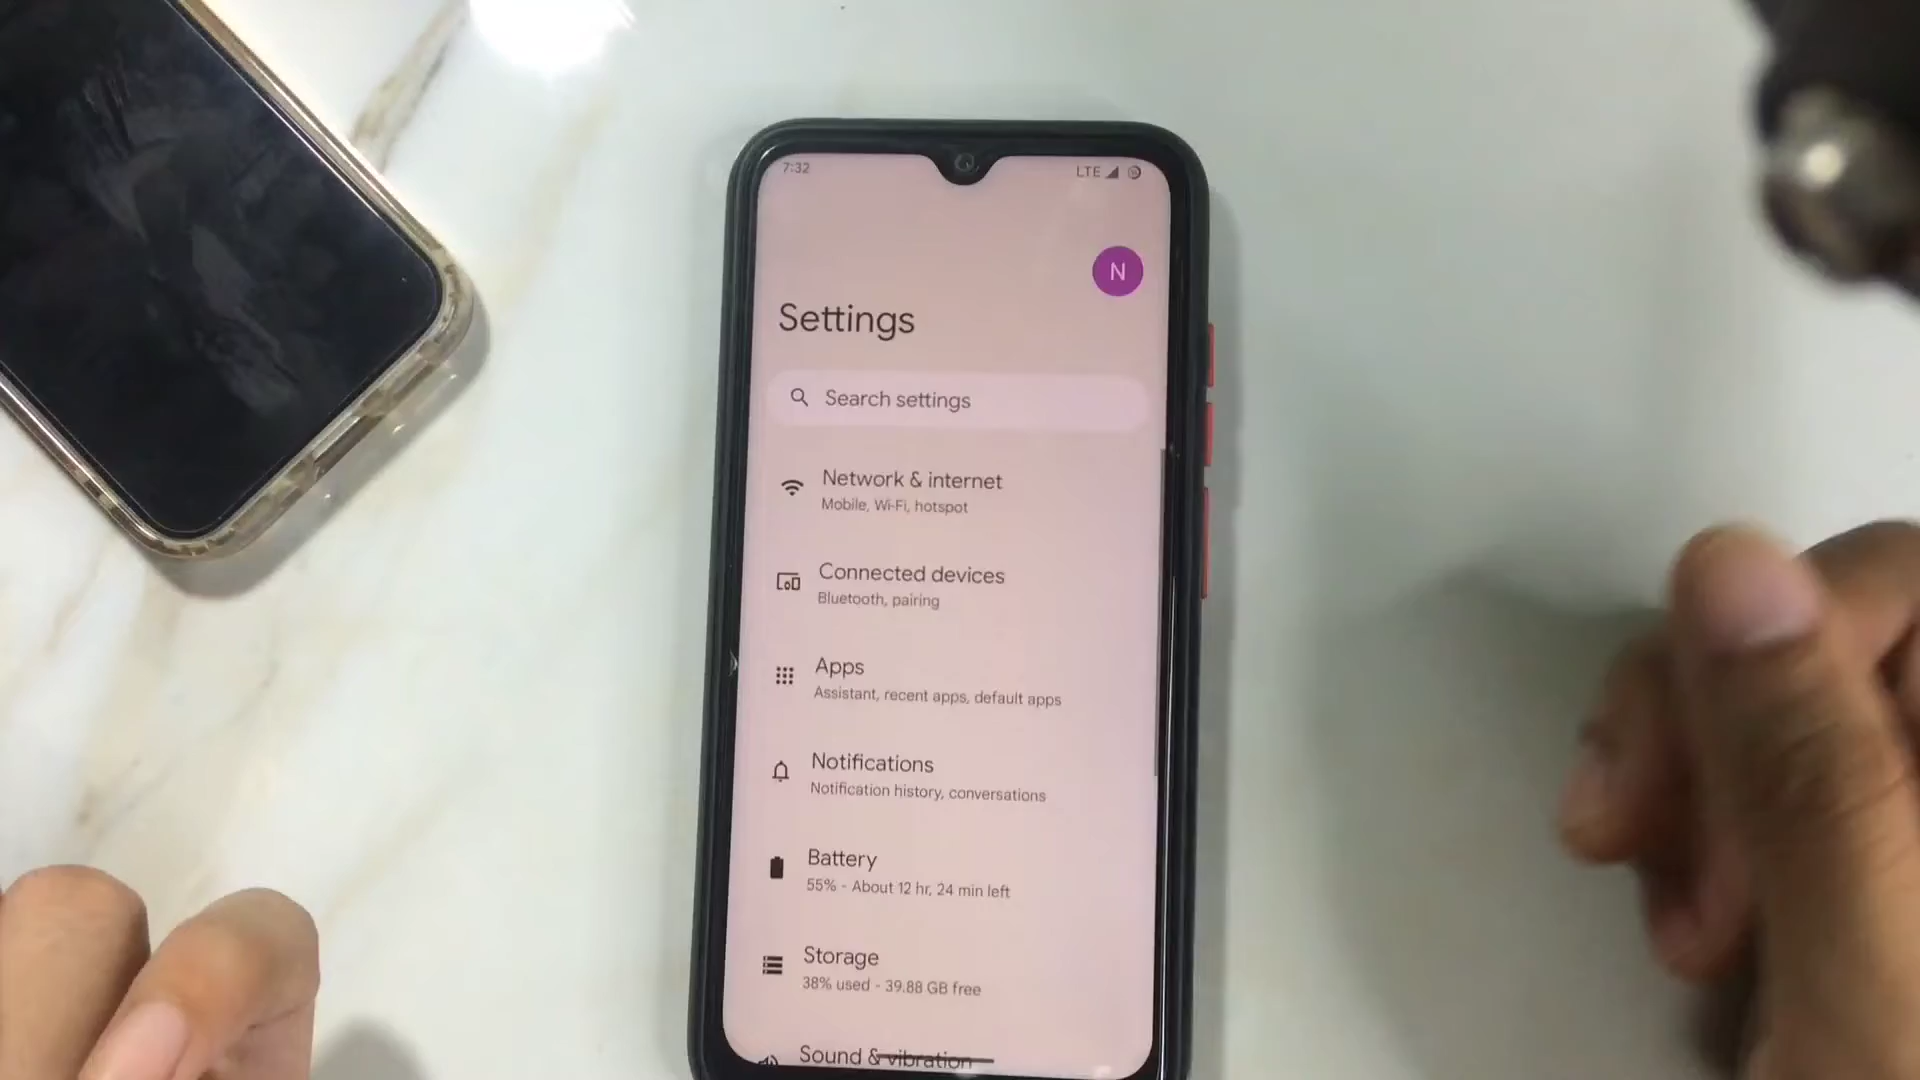 7:32
LTE
N
Settings
Search settings
Network & internet
Mobile, Wi-Fi, hotspot
Connected devices
Bluetooth, pairing
Apps
Assistant, recent apps, default apps
Notifications
Notification history, conversations
Battery
55% - About 12 hr, 24 min left
Storage
38% used - 39.88 GB free
Sound & vibration